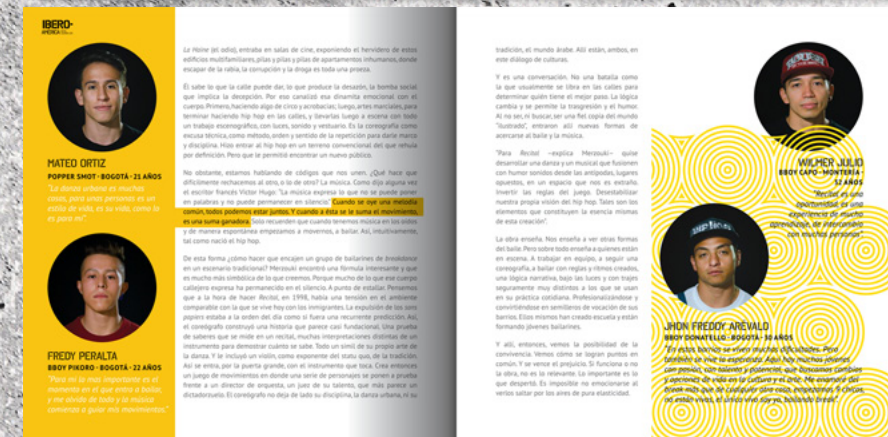 IBERO-
AMÉRICA
MATEO ORTIZ
POPPER SMOT · BOGOTÁ · 21 AÑOS
"La danza urbana es muchas
cosas, para unas personas es un
estilo de vida, es su vida, como lo
es para mí".
FREDY PERALTA
BBOY PIKORO · BOGOTÁ · 22 AÑOS
"Para mí lo mas importante es el
momento en el que entro a bailar,
y me olvido de todo y la música
comienza a guiar mis movimientos."
La Haine (el odio), entraba en salas de cine, exponiendo el hervidero de estos
edificios multifamiliares, pilas y pilas y pilas de apartamentos inhumanos, donde
escapar de la rabia, la corrupción y la droga es toda una proeza.
Él sabe lo que la calle puede dar, lo que produce la desazón, la bomba social
que implica la decepción. Por eso canalizó esa dinamita emocional con el
cuerpo. Primero, haciendo algo de circo y acrobacias; luego, artes marciales, para
terminar haciendo hip hop en las calles, y llevarlas luego a escena con todo
un trabajo escenográfico, con luces, sonido y vestuario. Es la coreografía como
excusa técnica, como método, orden y sentido de la repetición para darle marco
y disciplina. Hizo entrar al hip hop en un terreno convencional del que rehuía
por definición. Pero que le permitió encontrar un nuevo público.
No obstante, estamos hablando de códigos que nos unen. ¿Qué hace que
difícilmente rechacemos al otro, o lo de otro? La música. Como dijo alguna vez
el escritor francés Víctor Hugo: "La música expresa lo que no se puede poner
en palabras y no puede permanecer en silencio". Cuando se oye una melodía
común, todos podemos estar juntos. Y cuando a ésta se le suma el movimiento,
es una suma ganadora. Solo recuerden que cuando tenemos música en los oídos
y de manera espontánea empezamos a movernos, a bailar. Así, intuitivamente,
tal como nació el hip hop.
De esta forma ¿cómo hacer que encajen un grupo de bailarines de breakdance
en un escenario tradicional? Merzouki encontró una fórmula interesante y que
es mucho más simbólica de lo que creemos. Porque mucho de lo que ese cuerpo
callejero expresa ha permanecido en el silencio. A punto de estallar. Pensemos
que a la hora de hacer Recital, en 1998, había una tensión en el ambiente
comparable con la que se vive hoy con los inmigrantes. La expulsión de los sans
papiers estaba a la orden del día como si fuera una recurrente predicción. Así,
el coreógrafo construyó una historia que parece casi fundacional. Una prueba
de saberes que se mide en un recital, muchos interpretaciones distintas de un
instrumento para demostrar cuánto se sabe. Todo un símil de su propio arte de
la danza. Y le incluyó un violín, como exponente del statu quo, de la tradición.
Así se entra, por la puerta grande, con el instrumento que toca. Crea entonces
un juego de movimientos en donde una serie de personajes se ponen a prueba
frente a un director de orquesta, un juez de su talento, que más parece un
dictadorzuelo. El coreógrafo no deja de lado su disciplina, la danza urbana, ni su
tradición, el mundo árabe. Allí están, ambos, en
este diálogo de culturas.
Y es una conversación. No una batalla como
la que usualmente se libra en las calles para
determinar quién tiene el mejor paso. La lógica
cambia y se permite la trasgresión y el humor.
Al no ser, ni buscar, ser una fiel copia del mundo
"ilustrado", entraron allí nuevas formas de
acercarse al baile y la música.
"Para Recital —explica Merzouki— quise
desarrollar una danza y un musical que fusionen
con humor sonidos desde las antípodas, lugares
opuestos, en un espacio que nos es extraño.
Invertir las reglas del juego. Desestabilizar
nuestra propia visión del hip hop. Tales son los
elementos que constituyen la esencia mismas
de esta creación".
La obra enseña. Nos enseña a ver otras formas
del baile. Pero sobre todo enseña a quienes están
en escena. A trabajar en equipo, a seguir una
coreografía, a bailar con reglas y ritmos creados,
una lógica narrativa, bajo las luces y con trajes
seguramente muy distintos a los que se usan
en su práctica cotidiana. Profesionalizándose y
convirtiéndose en semilleros de vocación de sus
barrios. Ellos mismos han creado escuela y están
formando jóvenes bailarines.
Y allí, entonces, vemos la posibilidad de la
convivencia. Vemos cómo se logran puntos en
común. Y se vence el prejuicio. Si funciona o no
la obra, no es lo relevante. Lo importante es lo
que despertó. Es imposible no emocionarse al
verlos saltar por los aires de pura elasticidad.
WILMER JULIO
BBOY CAPO · MONTERÍA ·
32 AÑOS
"Recital, es una
oportunidad, es una
experiencia de mucho
aprendizaje, de intercambio
con muchas personas".
JHON FREDDY ARÉVALO
BBOY DONATELLO · BOGOTÁ · 30 AÑOS
"En estos barrios se viven muchas dificultades. Pero
también se vive la esperanza. Aquí hay muchos jóvenes
con pasión, con talento y potencial, que buscamos cambios
y opciones de vida en la cultura y el arte. Me enamoré del
break más que de cualquier otra cosa, empezamos 9 chicos,
no están vivos, el único vivo soy yo, bailando break".